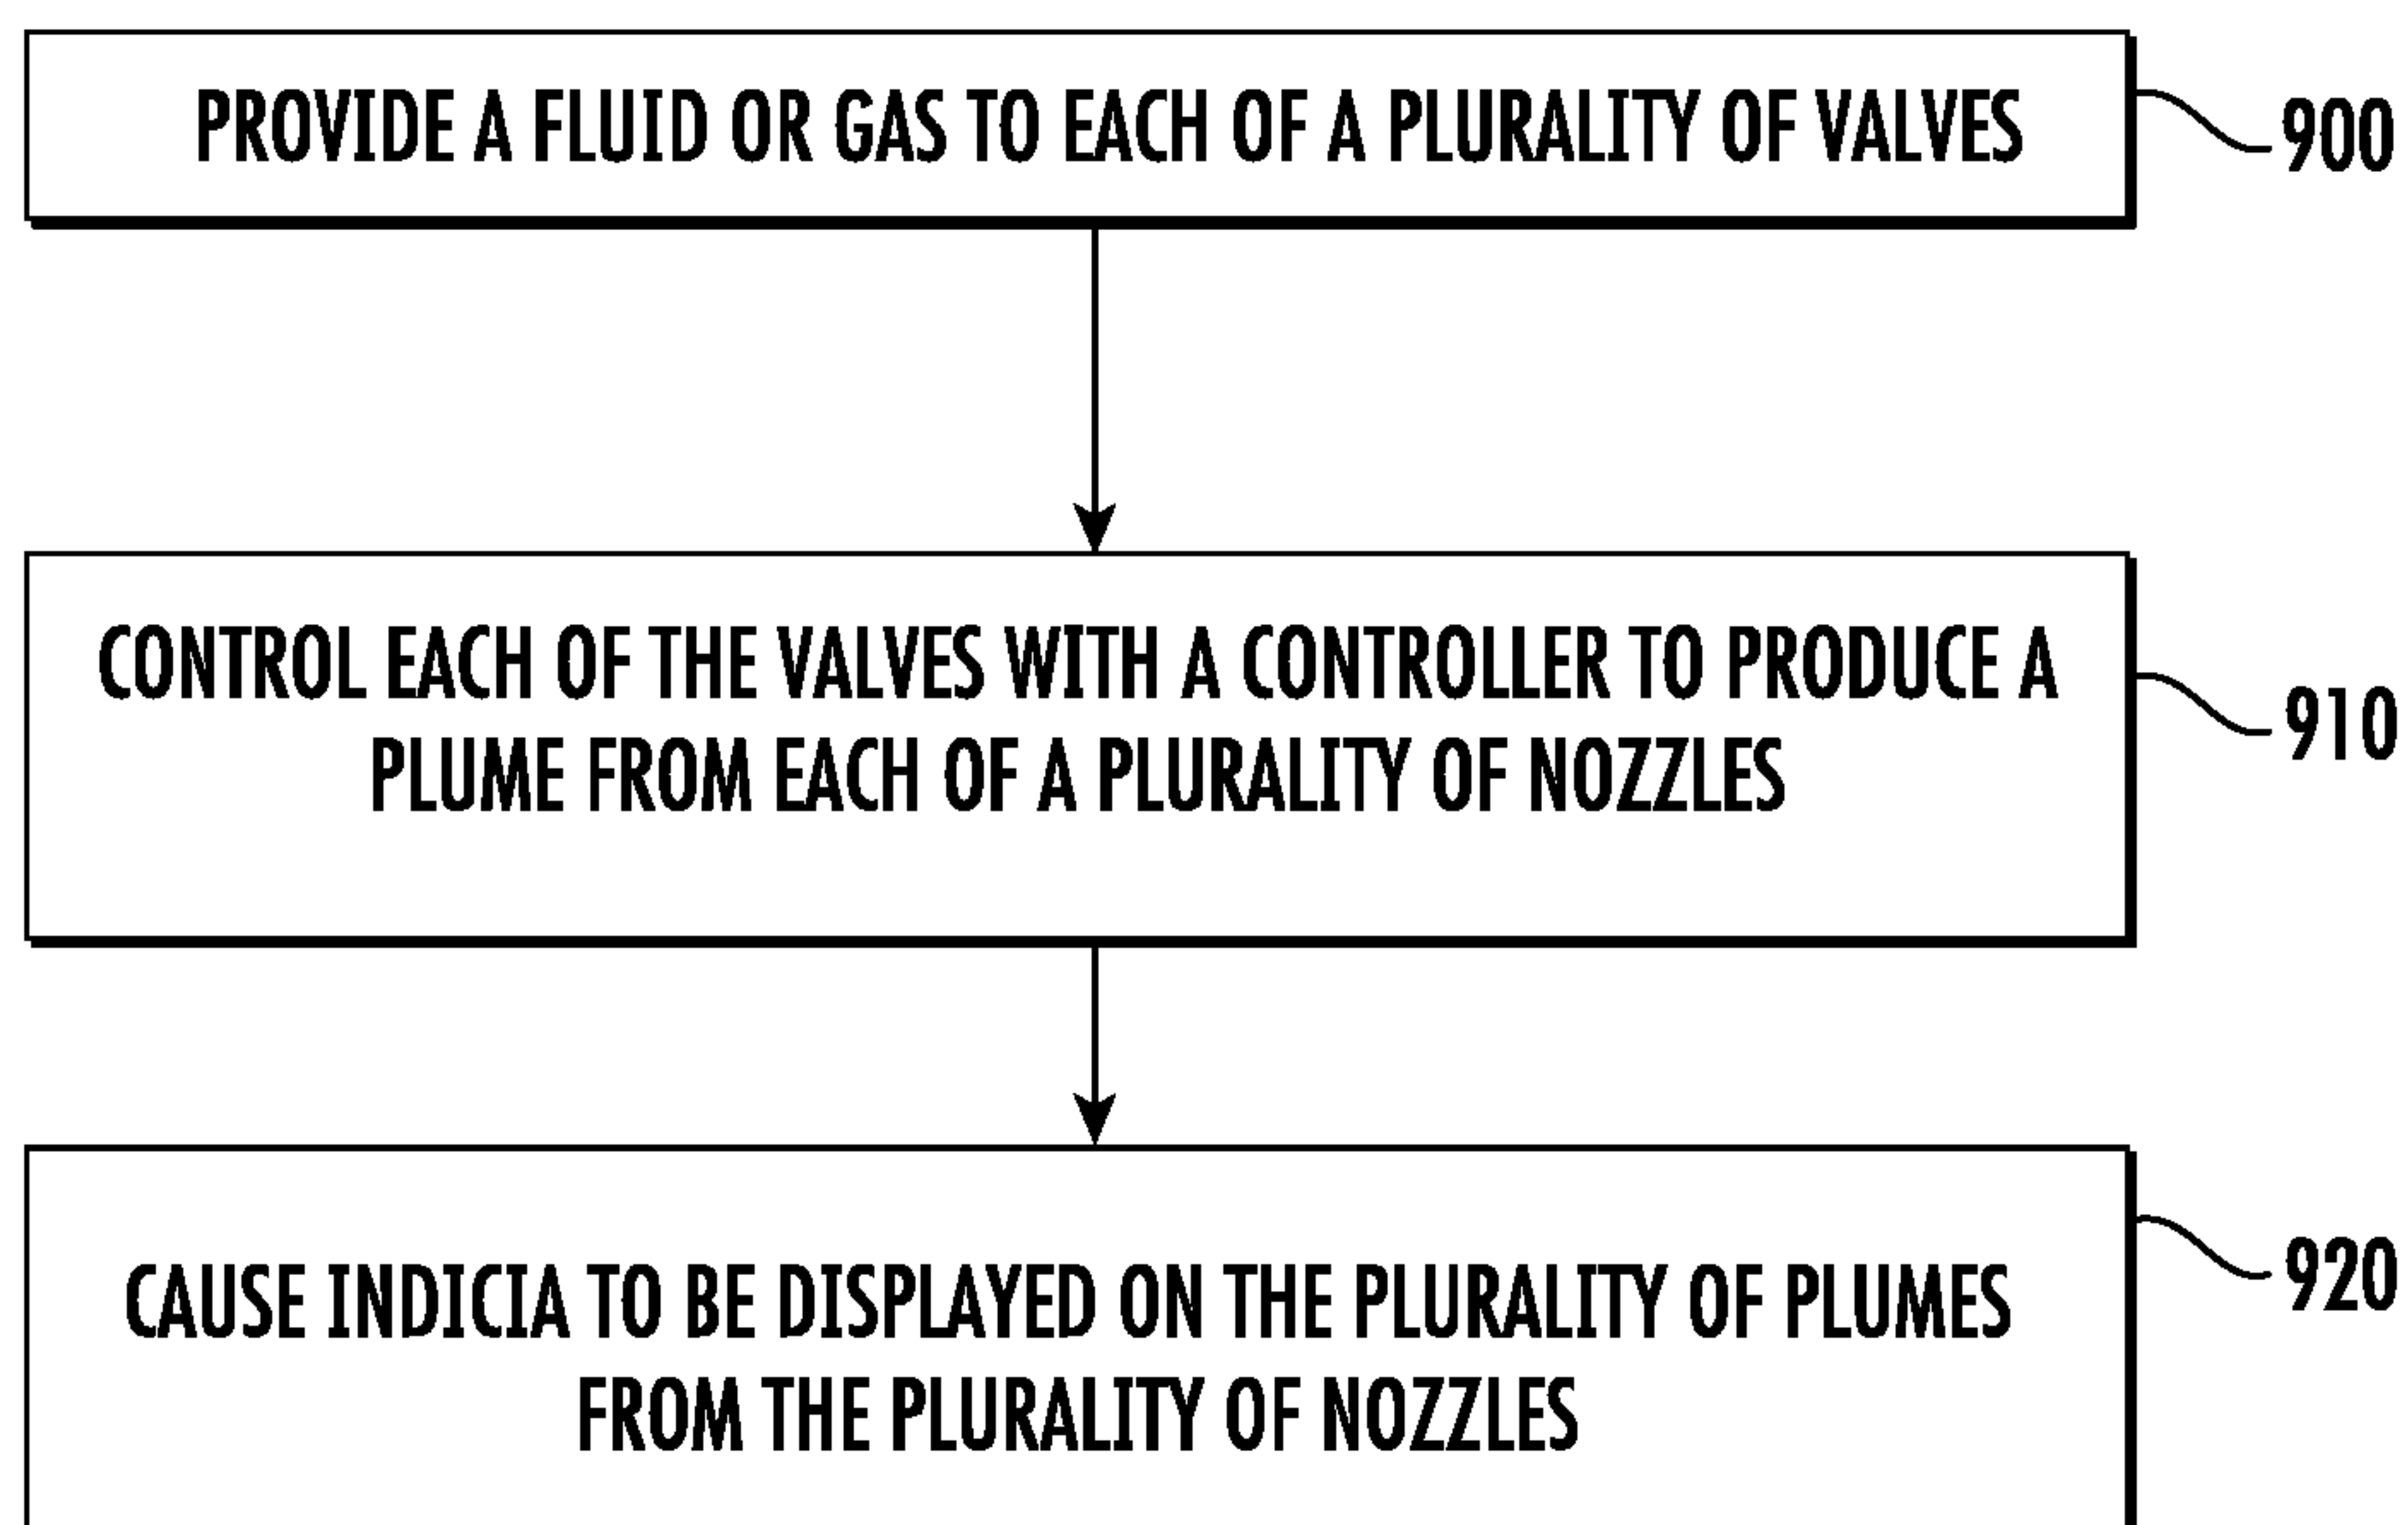 PROVIDE A FLUID OR GAS TO EACH OF A PLURALITY OF VALVES
900
CONTROL EACH OF THE VALVES WITH A CONTROLLER TO PRODUCE A
PLUME FROM EACH OF A PLURALITY OF NOZZLES
910
CAUSE INDICIA TO BE DISPLAYED ON THE PLURALITY OF PLUMES
FROM THE PLURALITY OF NOZZLES
920